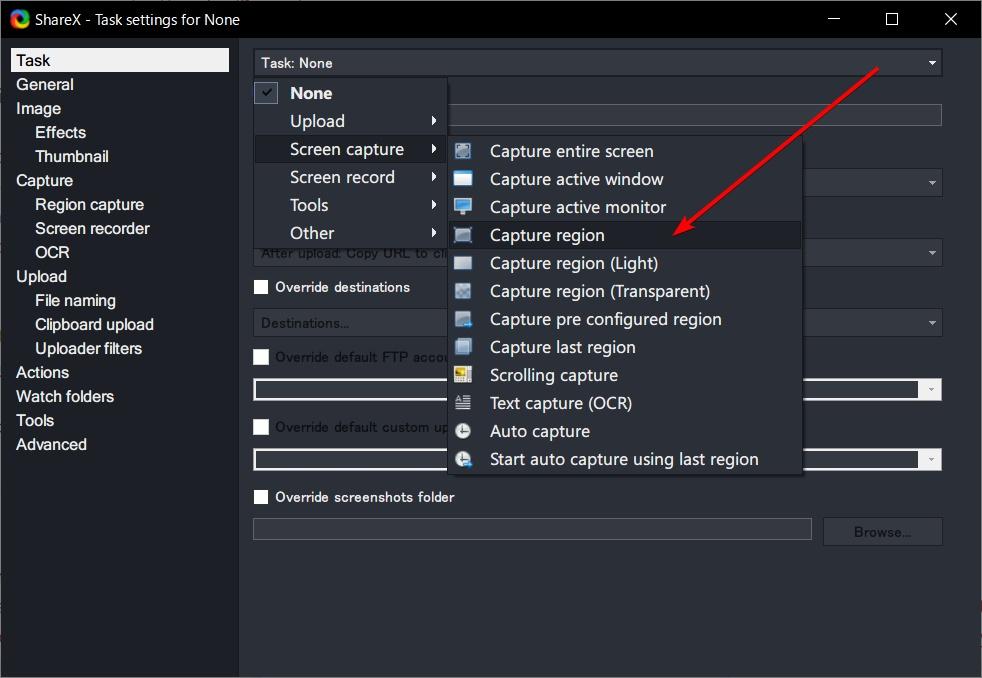 ShareX - Task settings for None
Task
General
Image
Effects
Thumbnail
Capture
Region capture
Screen recorder
OCR
Upload
File naming
Clipboard upload
Uploader filters
Actions
Watch folders
Tools
Advanced
Task: None
None
Upload
Screen capture
Screen record
Tools
Other
Capture entire screen
Capture active window
Capture active monitor
Capture region
Capture region (Light)
Capture region (Transparent)
Capture pre configured region
Capture last region
Scrolling capture
Text capture (OCR)
Auto capture
Start auto capture using last region
After upload: Copy URL to cli
Override destinations
Destinations...
Override default FTP accou
Override default custom up
Override screenshots folder
Browse...